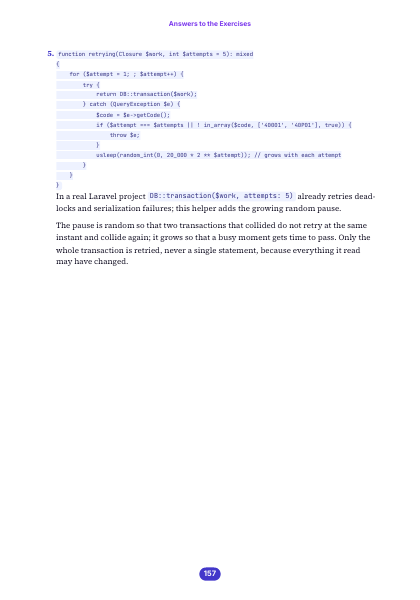 Answers to the Exercises
5. function retrying(Closure $work, int $attempts = 5): mixed
{
for ($attempt = 1; ; $attempt++) {
try {
return DB::transaction($work);
} catch (QueryException $e) {
$code = $e->getCode();
if ($attempt === $attempts || ! in_array($code, ['40001', '40P01'], true)) {
throw $e;
}
usleep(random_int(0, 20_000 * 2 ** $attempt)); // grows with each attempt
}
}
}
In a real Laravel project DB::transaction($work, attempts: 5) already retries dead-
locks and serialization failures; this helper adds the growing random pause.
The pause is random so that two transactions that collided do not retry at the same
instant and collide again; it grows so that a busy moment gets time to pass. Only the
whole transaction is retried, never a single statement, because everything it read
may have changed.
157